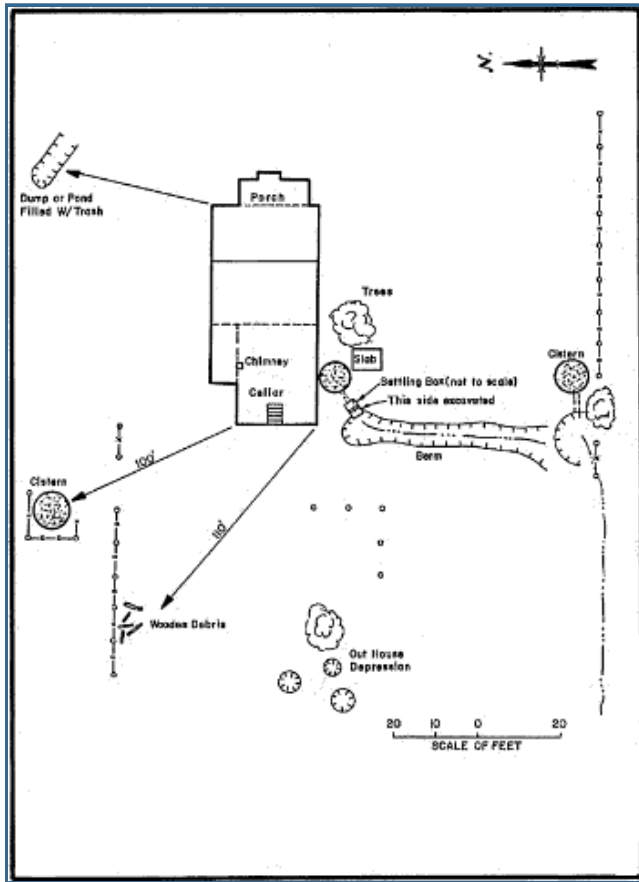 N.
Porch
Dump or Pond
Filled W/Trash
Trees
Slab
Cistern
Chimney
Settling Box (not to scale)
This side excavated
Cellar
Berm
100'
Cistern
110'
Wooden Debris
Out House
Depression
20 10 0 20
SCALE OF FEET